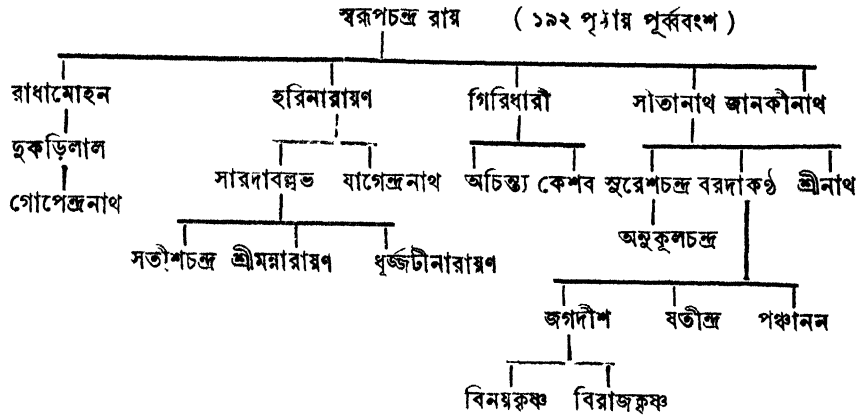 স্বরূপচন্দ্র রায় ( ১৯২ পৃষ্ঠায় পূর্ব্ববংশ )
রাধামোহন হরিনারায়ণ গিরিধারী সীতানাথ জানকীনাথ
দুকড়িলাল
সারদাবল্লভ যাগেন্দ্রনাথ অচিন্ত্য কেশব সুরেশচন্দ্র বরদাকণ্ঠ শ্রীনাথ
গোপেন্দ্রনাথ
অনুকূলচন্দ্র
সতীশচন্দ্র শ্রীমন্নারায়ণ ধূর্জ্জটীনারায়ণ
জগদীশ যতীন্দ্র পঞ্চানন
বিনয়কৃষ্ণ বিরাজকৃষ্ণ